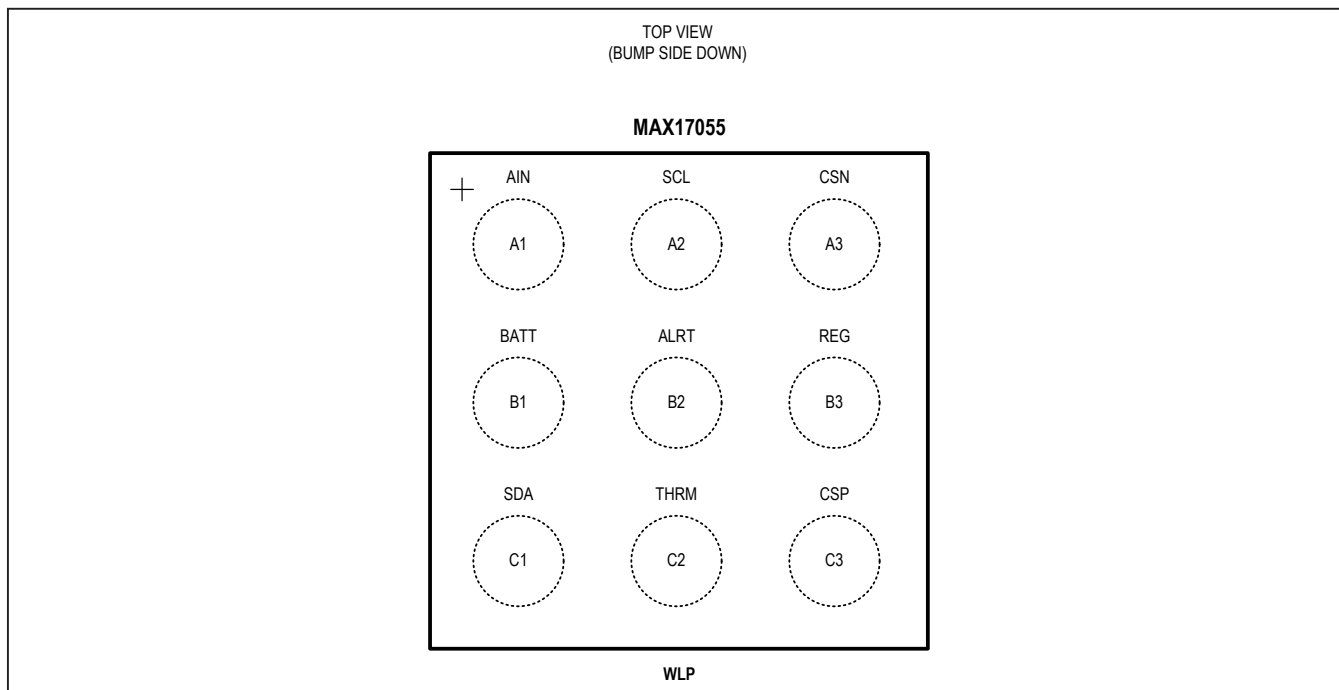 TOP VIEW
(BUMP SIDE DOWN)
MAX17055
AIN SCL CSN
A1 A2 A3
BATT ALRT REG
B1 B2 B3
SDA THRM CSP
C1 C2 C3
WLP